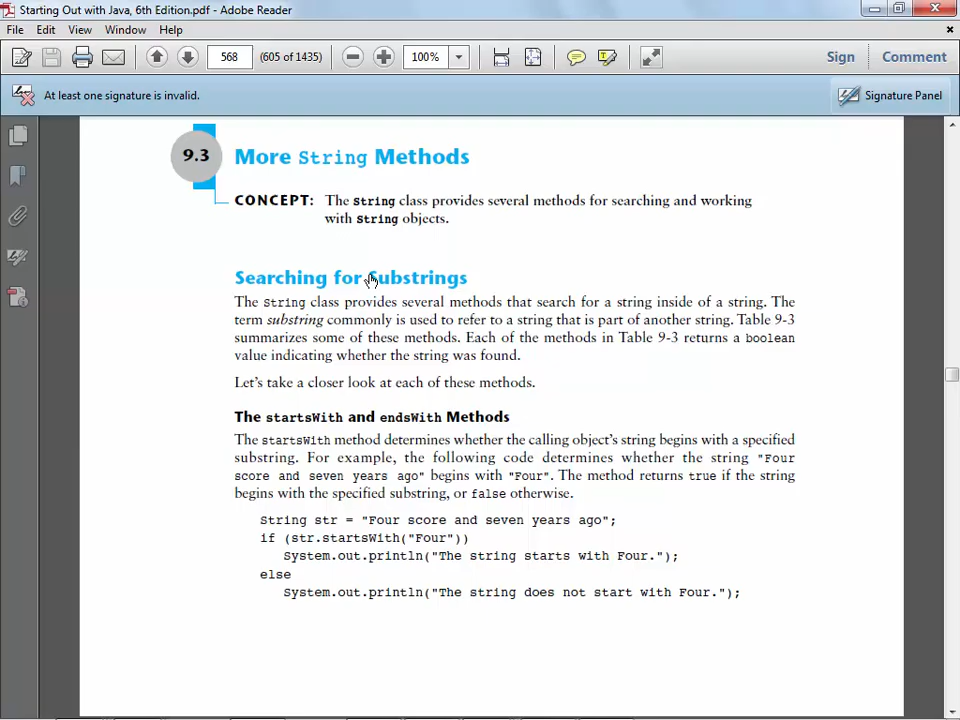 Starting Out with Java, 6th Edition.pdf - Adobe Reader
File Edit View Window Help
568 (605 of 1435) 100% Sign Comment
At least one signature is invalid. Signature Panel
9.3 More String Methods
CONCEPT: The String class provides several methods for searching and working
with String objects.
Searching for Substrings
The String class provides several methods that search for a string inside of a string. The
term substring commonly is used to refer to a string that is part of another string. Table 9-3
summarizes some of these methods. Each of the methods in Table 9-3 returns a boolean
value indicating whether the string was found.
Let's take a closer look at each of these methods.
The startsWith and endsWith Methods
The startsWith method determines whether the calling object's string begins with a specified
substring. For example, the following code determines whether the string "Four
score and seven years ago" begins with "Four". The method returns true if the string
begins with the specified substring, or false otherwise.
String str = "Four score and seven years ago";
if (str.startsWith("Four"))
System.out.println("The string starts with Four.");
else
System.out.println("The string does not start with Four.");